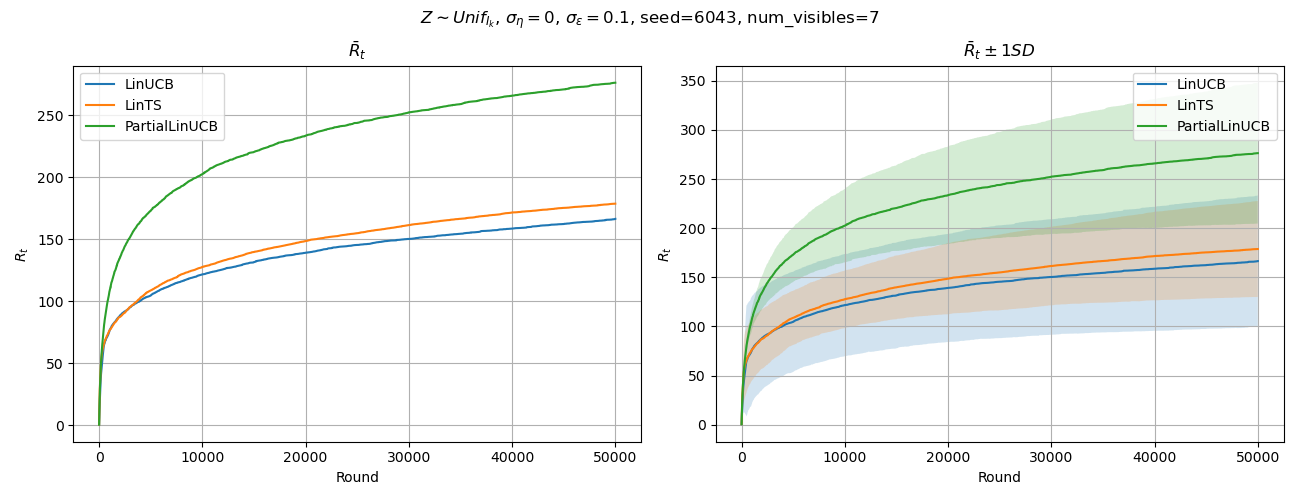 Z ~ Unif_{I_k}, σ_η = 0, σ_ε = 0.1, seed=6043, num_visibles=7
R̄_t
R_t
250
200
150
100
50
0
LinUCB
LinTS
PartialLinUCB
0 10000 20000 30000 40000 50000
Round
R̄_t ± 1SD
R_t
350
300
250
200
150
100
50
0
LinUCB
LinTS
PartialLinUCB
0 10000 20000 30000 40000 50000
Round